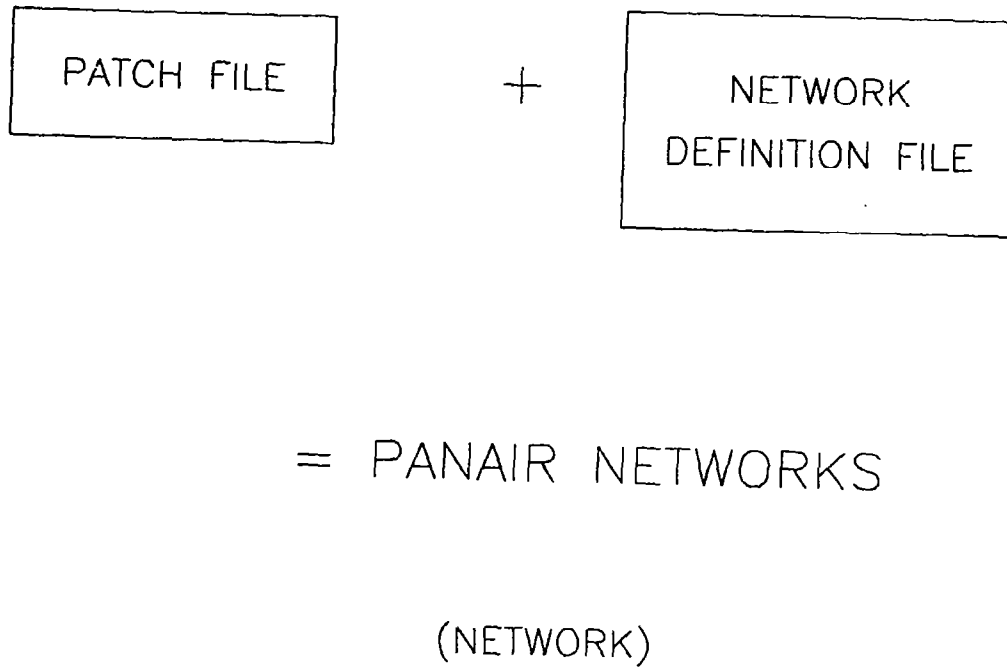 PATCH FILE
+
NETWORK
DEFINITION FILE
= PANAIR NETWORKS
(NETWORK)